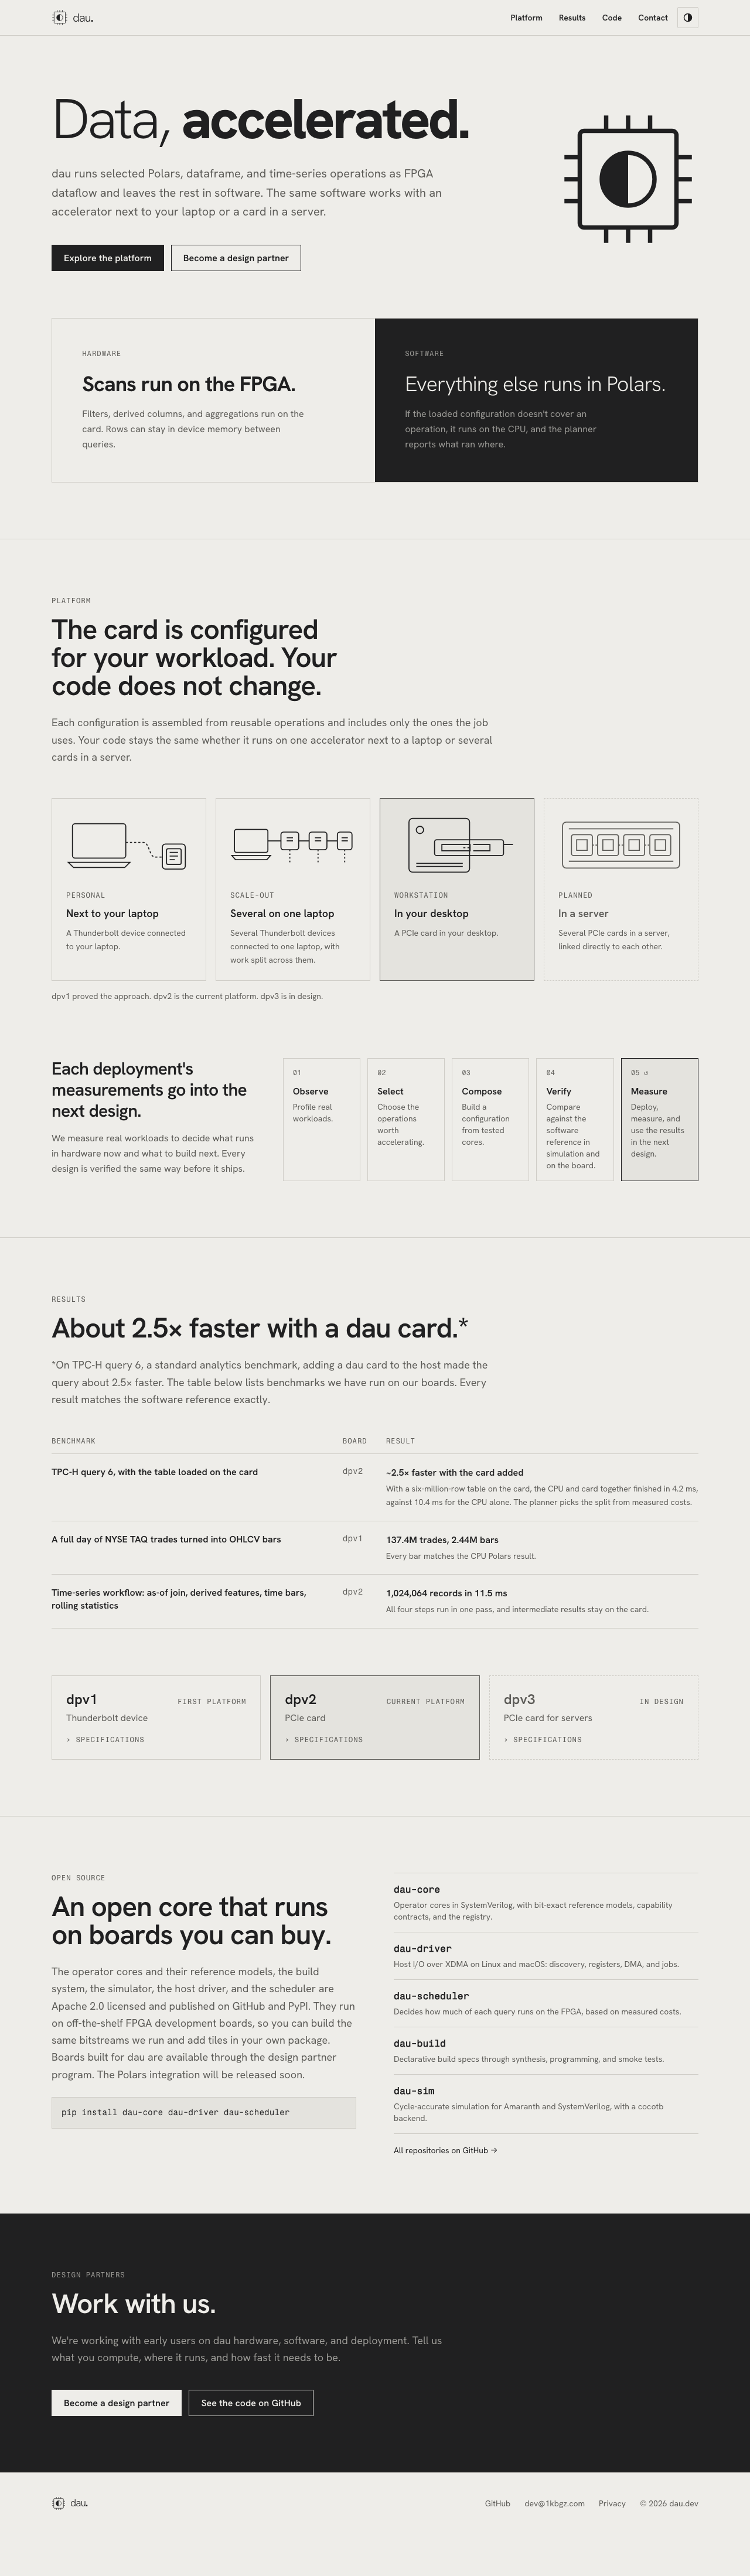 dau.
Platform
Results
Code
Contact
Data, accelerated.
dau runs selected Polars, dataframe, and time-series operations as FPGA
dataflow and leaves the rest in software. The same software works with an
accelerator next to your laptop or a card in a server.
Explore the platform
Become a design partner
HARDWARE
Scans run on the FPGA.
Filters, derived columns, and aggregations run on the
card. Rows can stay in device memory between
queries.
SOFTWARE
Everything else runs in Polars.
If the loaded configuration doesn't cover an
operation, it runs on the CPU, and the planner
reports what ran where.
PLATFORM
The card is configured
for your workload. Your
code does not change.
Each configuration is assembled from reusable operations and includes only the ones the job
uses. Your code stays the same whether it runs on one accelerator next to a laptop or several
cards in a server.
PERSONAL
Next to your laptop
A Thunderbolt device connected
to your laptop.
SCALE-OUT
Several on one laptop
Several Thunderbolt devices
connected to one laptop, with
work split across them.
WORKSTATION
In your desktop
A PCIe card in your desktop.
PLANNED
In a server
Several PCIe cards in a server,
linked directly to each other.
dpv1 proved the approach. dpv2 is the current platform. dpv3 is in design.
Each deployment's
measurements go into the
next design.
We measure real workloads to decide what runs
in hardware now and what to build next. Every
design is verified the same way before it ships.
01
Observe
Profile real
workloads.
02
Select
Choose the
operations
worth
accelerating.
03
Compose
Build a
configuration
from tested
cores.
04
Verify
Compare
against the
software
reference in
simulation and
on the board.
05 ↺
Measure
Deploy,
measure, and
use the results
in the next
design.
RESULTS
About 2.5× faster with a dau card.*
*On TPC-H query 6, a standard analytics benchmark, adding a dau card to the host made the
query about 2.5× faster. The table below lists benchmarks we have run on our boards. Every
result matches the software reference exactly.
BENCHMARK
BOARD
RESULT
TPC-H query 6, with the table loaded on the card
dpv2
~2.5× faster with the card added
With a six-million-row table on the card, the CPU and card together finished in 4.2 ms,
against 10.4 ms for the CPU alone. The planner picks the split from measured costs.
A full day of NYSE TAQ trades turned into OHLCV bars
dpv1
137.4M trades, 2.44M bars
Every bar matches the CPU Polars result.
Time-series workflow: as-of join, derived features, time bars,
rolling statistics
dpv2
1,024,064 records in 11.5 ms
All four steps run in one pass, and intermediate results stay on the card.
dpv1
FIRST PLATFORM
Thunderbolt device
› SPECIFICATIONS
dpv2
CURRENT PLATFORM
PCIe card
› SPECIFICATIONS
dpv3
IN DESIGN
PCIe card for servers
› SPECIFICATIONS
OPEN SOURCE
An open core that runs
on boards you can buy.
The operator cores and their reference models, the build
system, the simulator, the host driver, and the scheduler are
Apache 2.0 licensed and published on GitHub and PyPI. They run
on off-the-shelf FPGA development boards, so you can build the
same bitstreams we run and add tiles in your own package.
Boards built for dau are available through the design partner
program. The Polars integration will be released soon.
pip install dau-core dau-driver dau-scheduler
dau-core
Operator cores in SystemVerilog, with bit-exact reference models, capability
contracts, and the registry.
dau-driver
Host I/O over XDMA on Linux and macOS: discovery, registers, DMA, and jobs.
dau-scheduler
Decides how much of each query runs on the FPGA, based on measured costs.
dau-build
Declarative build specs through synthesis, programming, and smoke tests.
dau-sim
Cycle-accurate simulation for Amaranth and SystemVerilog, with a cocotb
backend.
All repositories on GitHub →
DESIGN PARTNERS
Work with us.
We're working with early users on dau hardware, software, and deployment. Tell us
what you compute, where it runs, and how fast it needs to be.
Become a design partner
See the code on GitHub
dau.
GitHub
dev@1kbgz.com
Privacy
© 2026 dau.dev